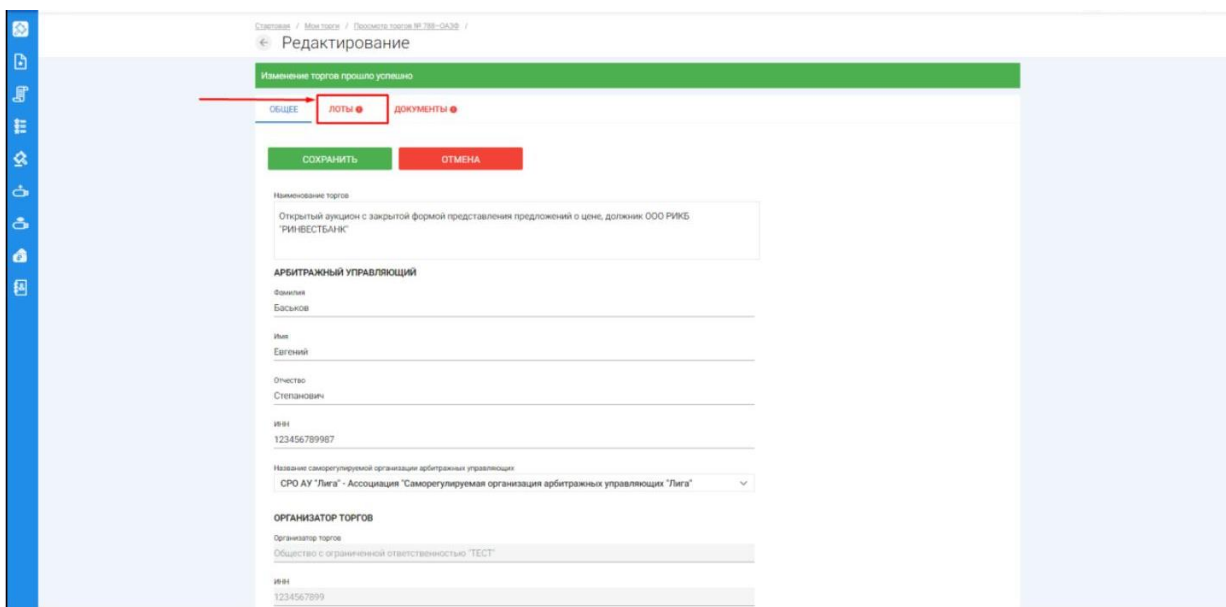 Стартовая / Мои торги / Просмотр торгов № 788-ОАЗФ /
Редактирование
Изменение торгов прошло успешно
ОБЩЕЕ ЛОТЫ ДОКУМЕНТЫ
СОХРАНИТЬ ОТМЕНА
Наименование торгов
Открытый аукцион с закрытой формой представления предложений о цене, должник ООО РИКБ
"РИНВЕСТБАНК"
АРБИТРАЖНЫЙ УПРАВЛЯЮЩИЙ
Фамилия
Баськов
Имя
Евгений
Отчество
Степанович
ИНН
123456789987
Название саморегулируемой организации арбитражных управляющих
СРО АУ "Лига" - Ассоциация "Саморегулируемая организация арбитражных управляющих "Лига"
ОРГАНИЗАТОР ТОРГОВ
Организатор торгов
Общество с ограниченной ответственностью "ТЕСТ"
ИНН
1234567899